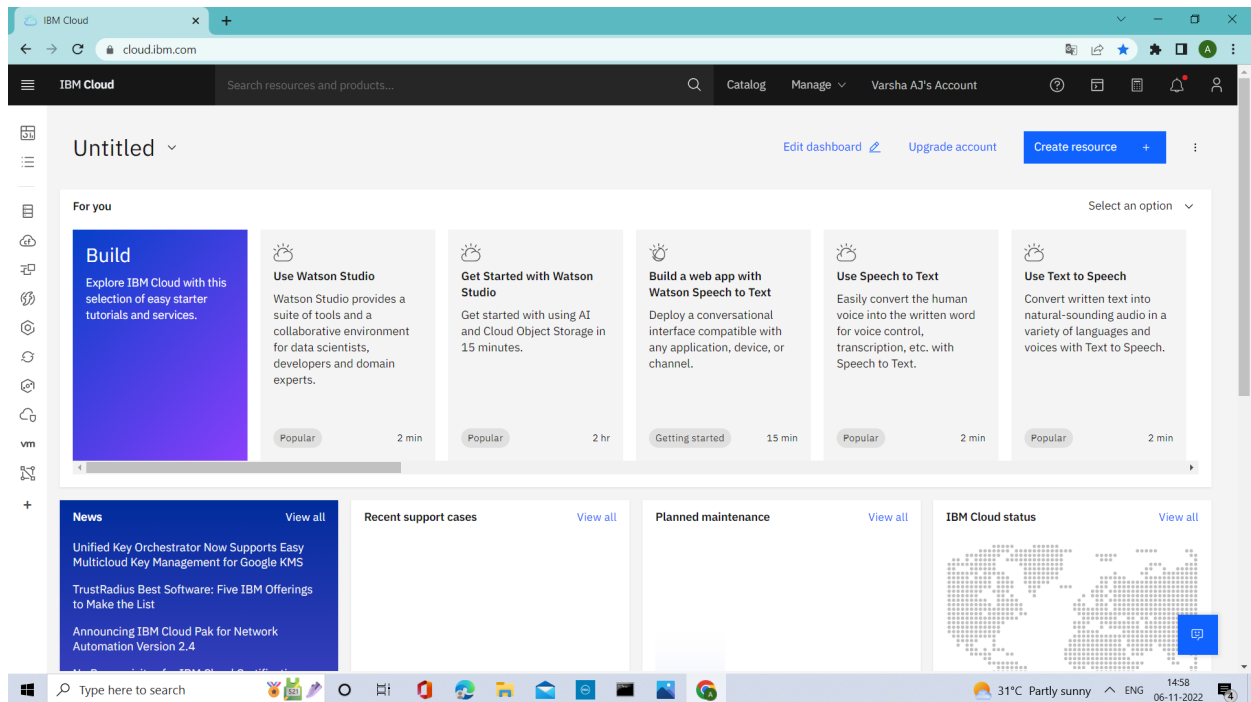 IBM Cloud
cloud.ibm.com
A
IBM Cloud
Search resources and products...
Catalog
Manage
Varsha AJ's Account
Untitled
Edit dashboard
Upgrade account
Create resource +
For you
Select an option
Build
Explore IBM Cloud with this
selection of easy starter
tutorials and services.
Use Watson Studio
Watson Studio provides a
suite of tools and a
collaborative environment
for data scientists,
developers and domain
experts.
Popular
2 min
Get Started with Watson
Studio
Get started with using AI
and Cloud Object Storage in
15 minutes.
Popular
2 hr
Build a web app with
Watson Speech to Text
Deploy a conversational
interface compatible with
any application, device, or
channel.
Getting started
15 min
Use Speech to Text
Easily convert the human
voice into the written word
for voice control,
transcription, etc. with
Speech to Text.
Popular
2 min
Use Text to Speech
Convert written text into
natural-sounding audio in a
variety of languages and
voices with Text to Speech.
Popular
2 min
vm
News
View all
Unified Key Orchestrator Now Supports Easy
Multicloud Key Management for Google KMS
TrustRadius Best Software: Five IBM Offerings
to Make the List
Announcing IBM Cloud Pak for Network
Automation Version 2.4
Recent support cases
View all
Planned maintenance
View all
IBM Cloud status
View all
Type here to search
31°C Partly sunny
ENG
14:58
06-11-2022
4